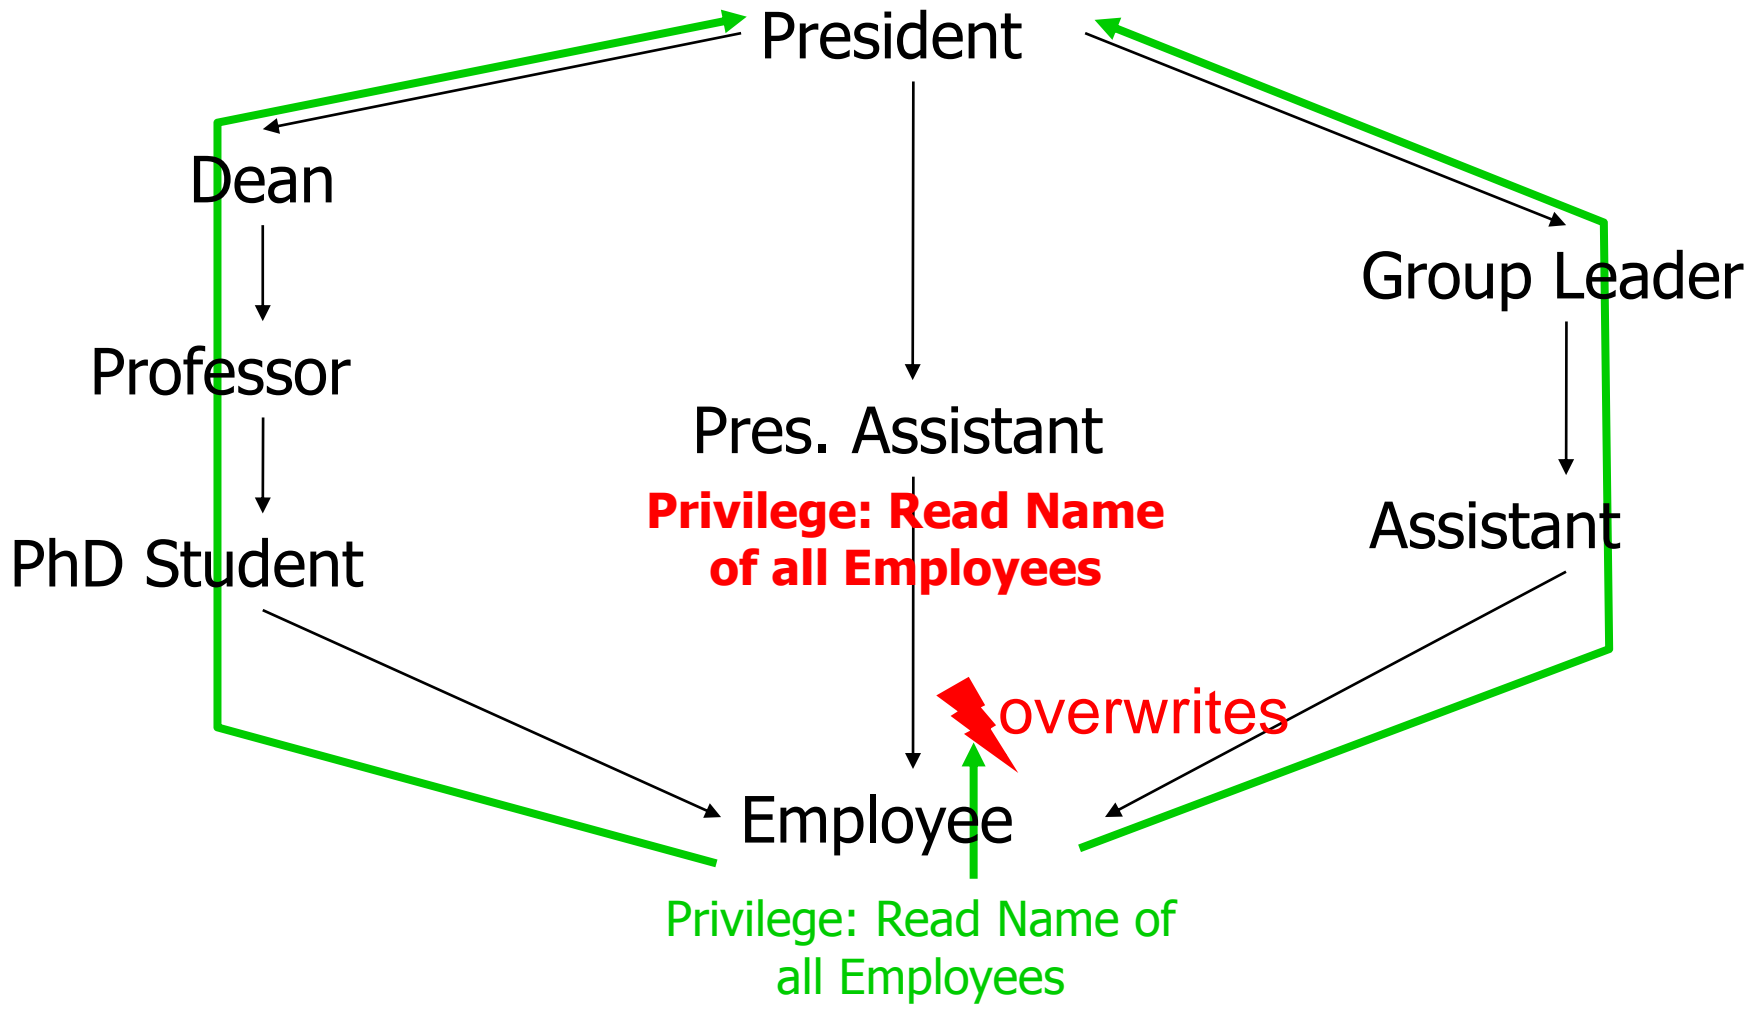 President
Dean
Group Leader
Professor
Pres. Assistant
Privilege: Read Name
of all Employees
Assistant
PhD Student
overwrites
Employee
Privilege: Read Name of
all Employees